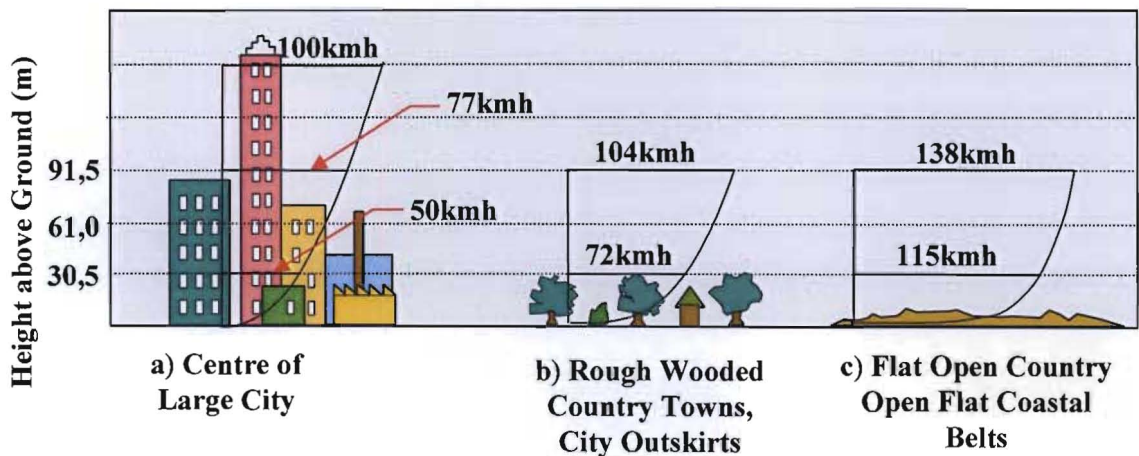 Height above Ground (m)
91,5
61,0
30,5
100kmh
77kmh
50kmh
104kmh
72kmh
138kmh
115kmh
a) Centre of
Large City
b) Rough Wooded
Country Towns,
City Outskirts
c) Flat Open Country
Open Flat Coastal
Belts